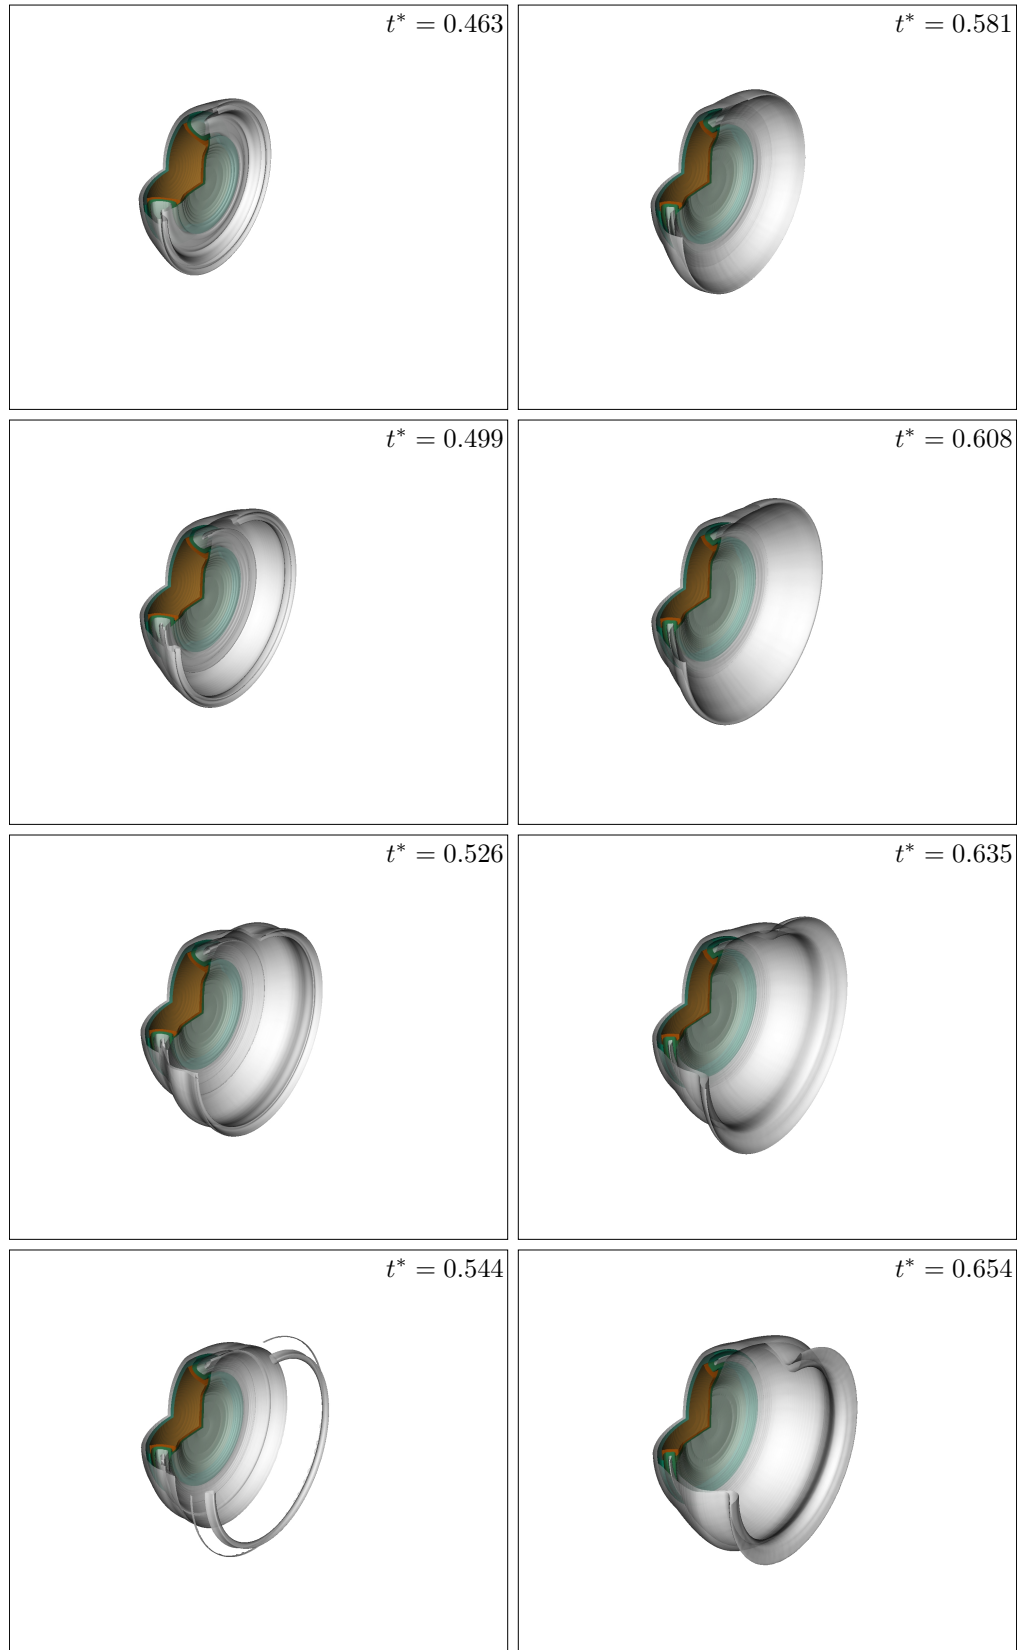 t* = 0.463
t* = 0.581
t* = 0.499
t* = 0.608
t* = 0.526
t* = 0.635
t* = 0.544
t* = 0.654